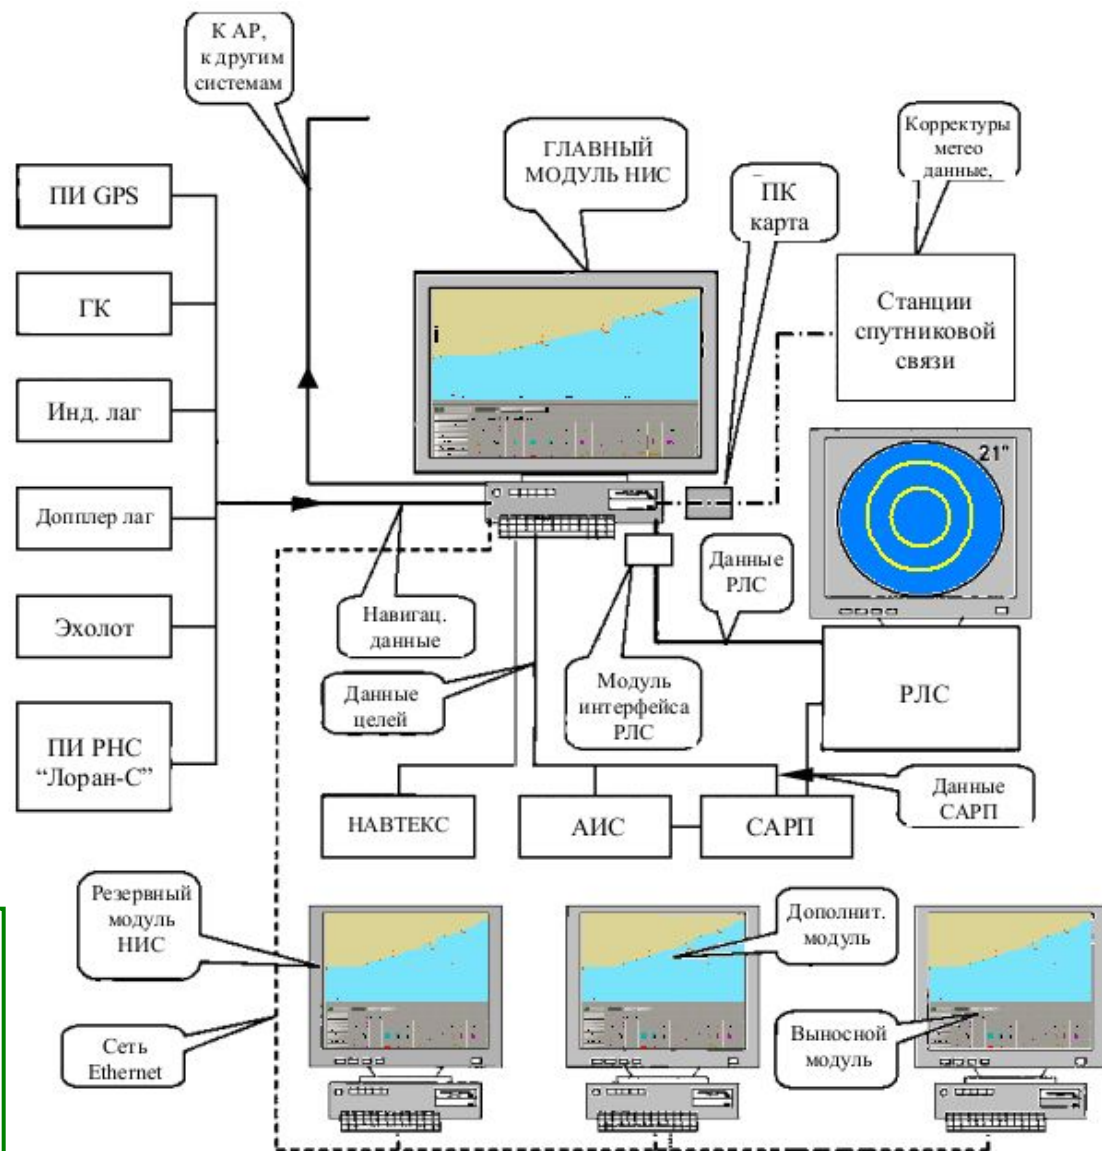 К АР,
к другим
системам
ГЛАВНЫЙ
МОДУЛЬ НИС
ПК
карта
Корректуры
метео
данные,
ПИ GPS
ГК
Инд. лаг
Допплер лаг
Эхолот
ПИ РНС
“Лоран-С”
Станции
спутниковой
связи
21"
Навигац.
данные
Данные
целей
Модуль
интерфейса
РЛС
Данные
РЛС
РЛС
Данные
САРП
НАВТЕКС
АИС
САРП
Резервный
модуль
НИС
Дополнит.
модуль
Выносной
модуль
Сеть
Ethernet